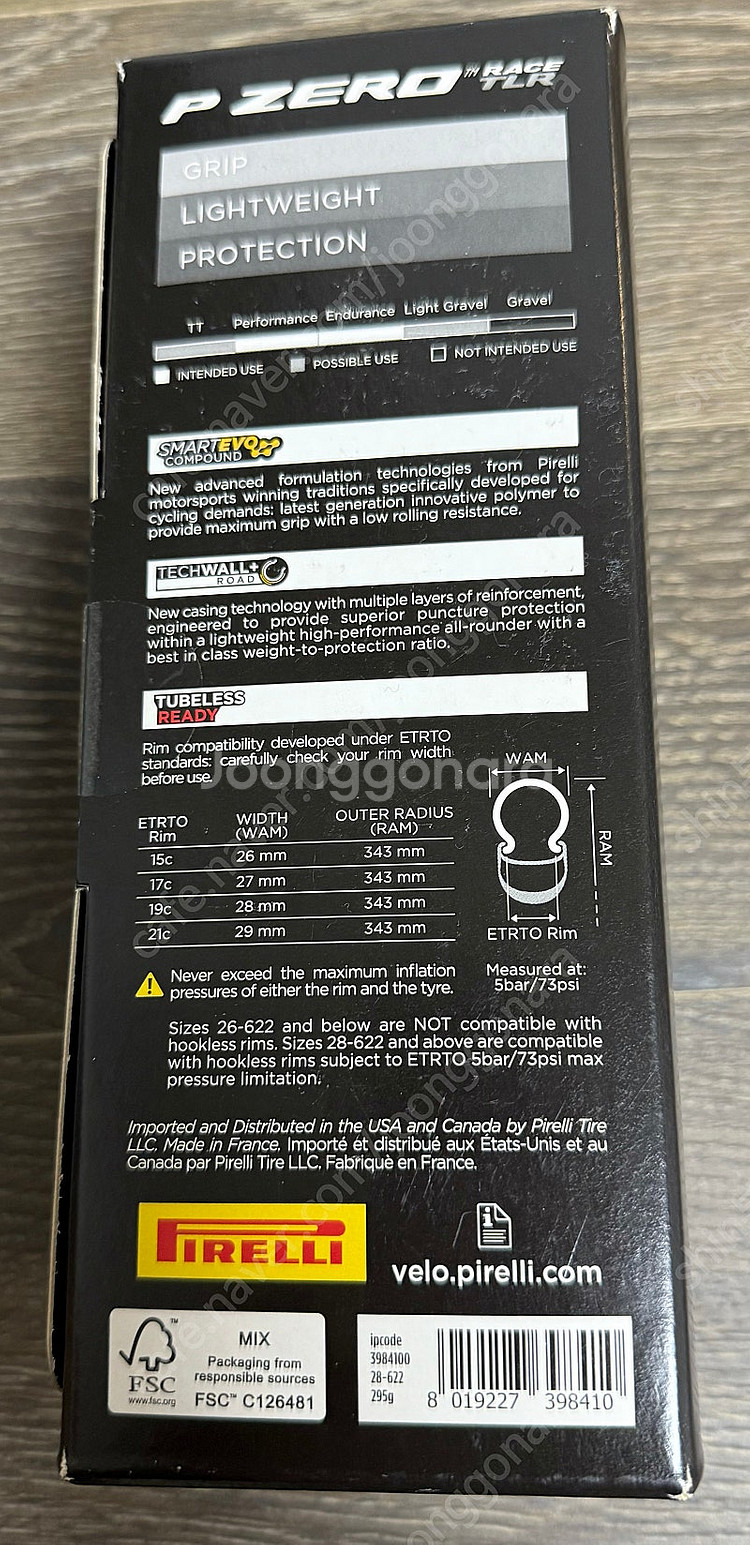 P ZERO™ RACE TLR
GRIP
LIGHTWEIGHT
PROTECTION
TT Performance Endurance Light Gravel Gravel
INTENDED USE POSSIBLE USE NOT INTENDED USE
SMARTEVO COMPOUND
New advanced formulation technologies from Pirelli
motorsports winning traditions specifically developed for
cycling demands: latest generation innovative polymer to
provide maximum grip with a low rolling resistance.
TECHWALL+ ROAD
New casing technology with multiple layers of reinforcement,
engineered to provide superior puncture protection
within a lightweight high-performance all-rounder with a
best in class weight-to-protection ratio.
TUBELESS
READY
Rim compatibility developed under ETRTO
standards: carefully check your rim width
before use.
Joonggonara
WAM
RAM
ETRTO Rim
Measured at:
5bar/73psi
ETRTO Rim WIDTH (WAM) OUTER RADIUS (RAM)
15c 26 mm 343 mm
17c 27 mm 343 mm
19c 28 mm 343 mm
21c 29 mm 343 mm
Never exceed the maximum inflation
pressures of either the rim and the tyre.
Sizes 26-622 and below are NOT compatible with
hookless rims. Sizes 28-622 and above are compatible
with hookless rims subject to ETRTO 5bar/73psi max
pressure limitation.
Imported and Distributed in the USA and Canada by Pirelli Tire
LLC. Made in France. Importé et distribué aux États-Unis et au
Canada par Pirelli Tire LLC. Fabriqué en France.
PIRELLI
velo.pirelli.com
FSC™
www.fsc.org
MIX
Packaging from
responsible sources
FSC™ C126481
ipcode
3984100
28-622
295g
8 019227 398410